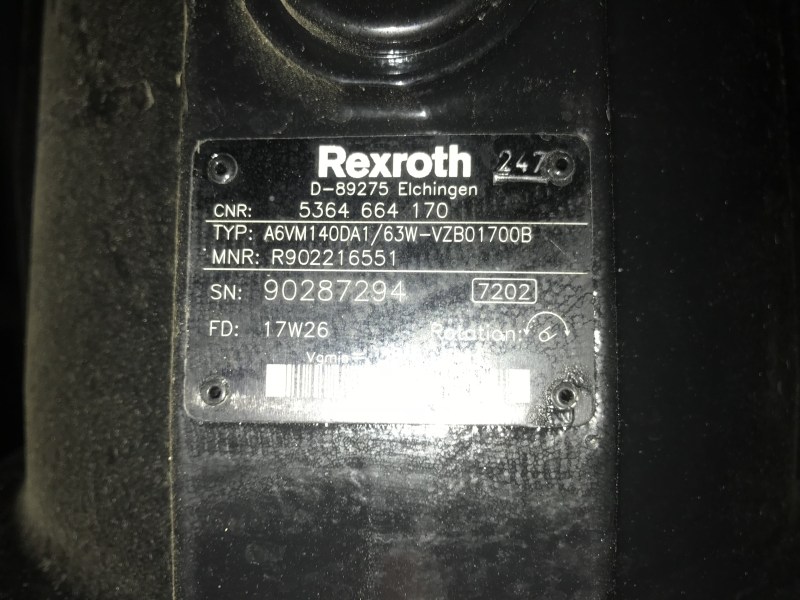 Rexroth 247
D-89275 Elchingen
CNR: 5364 664 170
TYP: A6VM140DA1/63W-VZB01700B
MNR: R902216551
SN: 90287294 7202
FD: 17W26 Rotation: